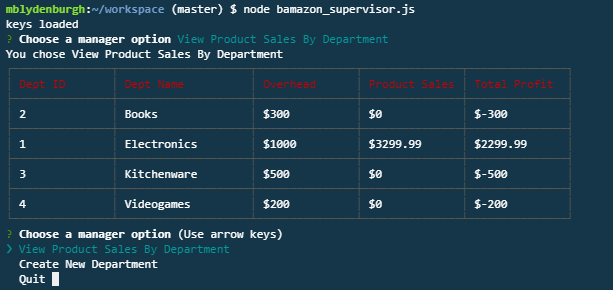 mblydenburgh:~/workspace (master) $ node bamazon_supervisor.js
keys loaded
? Choose a manager option View Product Sales By Department
You chose View Product Sales By Department
Dept ID Dept Name Overhead Product Sales Total Profit
2 Books $300 $0 $-300
1 Electronics $1000 $3299.99 $2299.99
3 Kitchenware $500 $0 $-500
4 Videogames $200 $0 $-200
? Choose a manager option (Use arrow keys)
❯ View Product Sales By Department
Create New Department
Quit